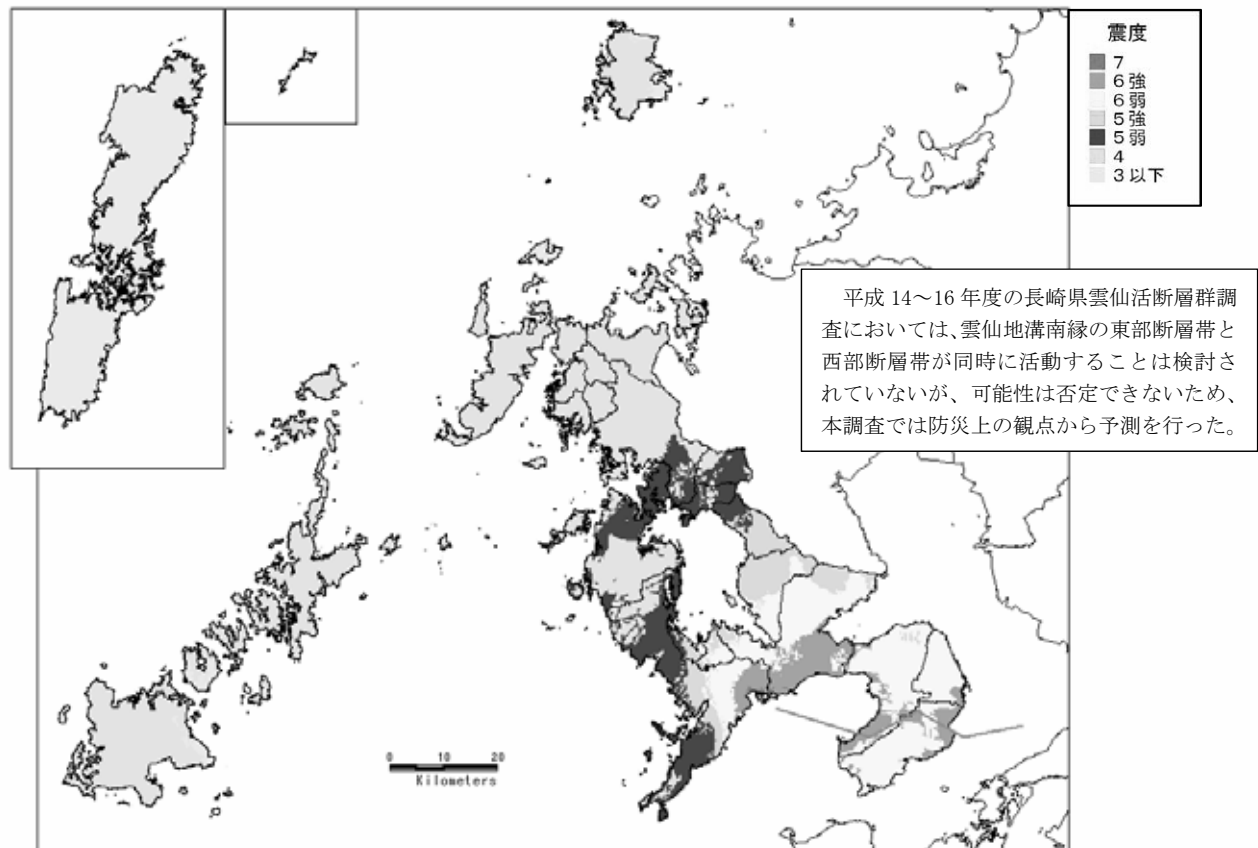 震度
7
6強
6弱
5強
5弱
4
3以下
平成 14～16 年度の長崎県雲仙活断層群調
査においては、雲仙地溝南縁の東部断層帯と
西部断層帯が同時に活動することは検討さ
れていないが、可能性は否定できないため、
本調査では防災上の観点から予測を行った。
0 10 20
Kilometers